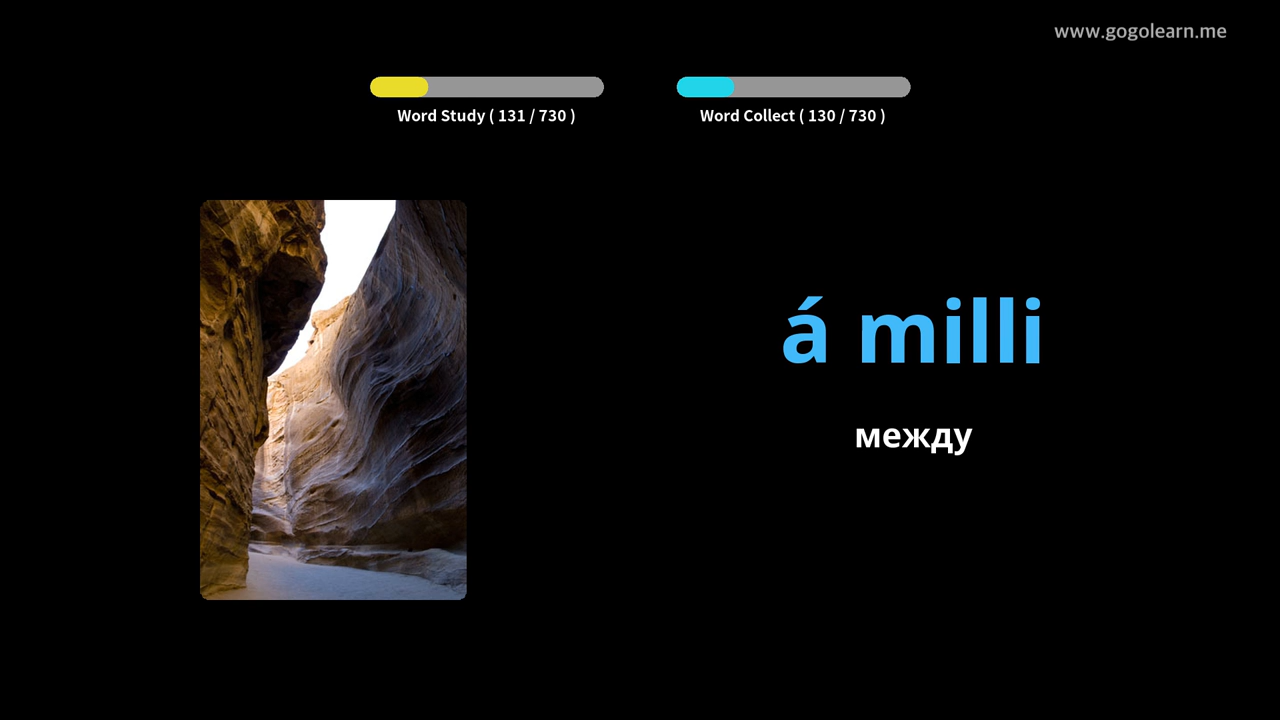 www.gogolearn.me
Word Study ( 131 / 730 )
Word Collect ( 130 / 730 )
á milli
между